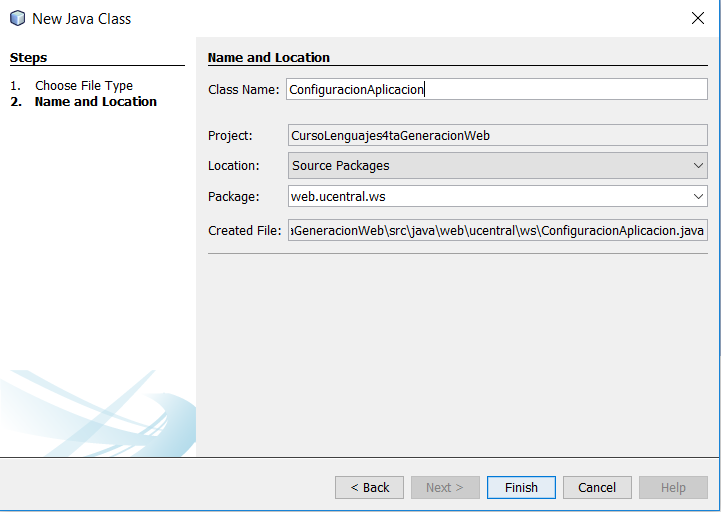 New Java Class
Steps
1. Choose File Type
2. Name and Location
Name and Location
Class Name: ConfiguracionAplicacion
Project: CursoLenguajes4taGeneracionWeb
Location: Source Packages
Package: web.ucentral.ws
Created File: aGeneracionWeb\src\java\web\ucentral\ws\ConfiguracionAplicacion.java
< Back Next > Finish Cancel Help